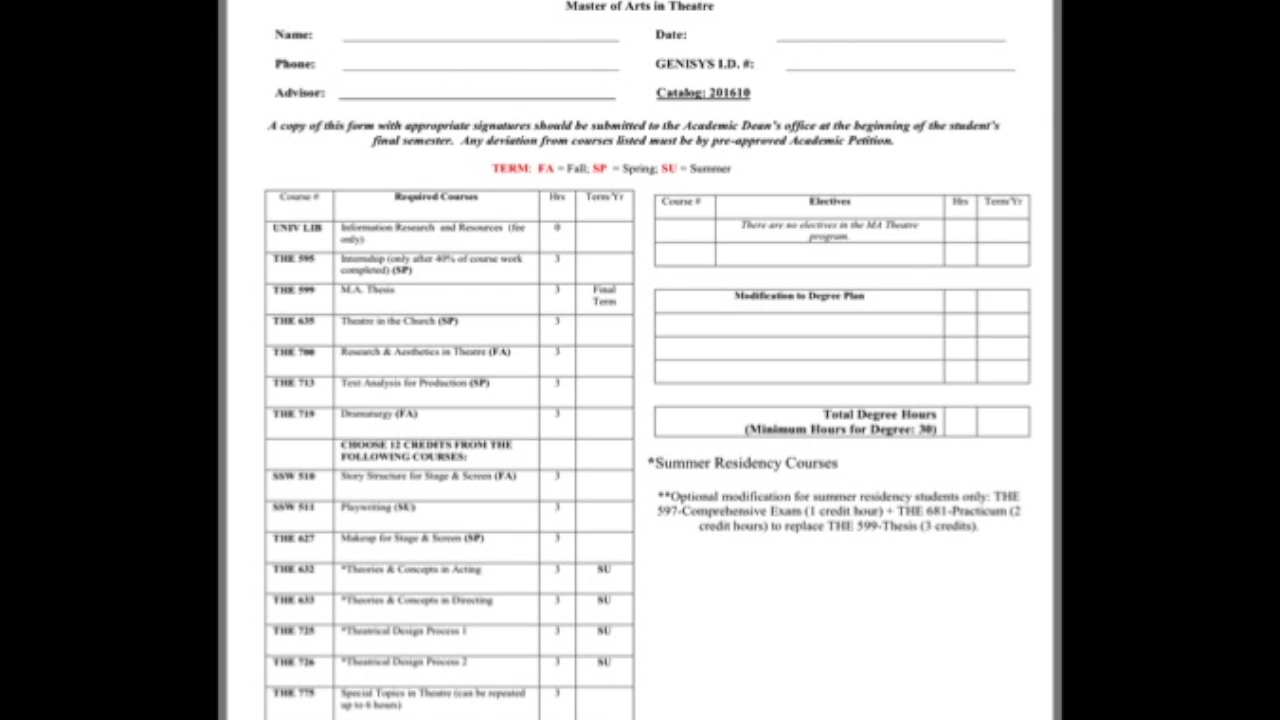 Master of Arts in Theatre
Name: Date:
Phone: GENISYS I.D. #:
Advisor: Catalog: 201610
A copy of this form with appropriate signatures should be submitted to the Academic Dean's office at the beginning of the student's
final semester. Any deviation from courses listed must be by pre-approved Academic Petition.
TERM: FA = Fall; SP = Spring; SU = Summer
Course # Required Courses Hrs Term/Yr
UNIV LIB Information Research and Resources (fee
only) 0
THE 595 Internship (only after 40% of course work
completed) (SP) 3
THE 599 M.A. Thesis 3 Final
Term
THE 635 Theatre in the Church (SP) 3
THE 700 Research & Aesthetics in Theatre (FA) 3
THE 713 Text Analysis for Production (SP) 3
THE 719 Dramaturgy (FA) 3
CHOOSE 12 CREDITS FROM THE
FOLLOWING COURSES:
SSW 510 Story Structure for Stage & Screen (FA) 3
SSW 511 Playwriting (SU) 3
THE 627 Makeup for Stage & Screen (SP) 3
THE 632 *Theories & Concepts in Acting 3 SU
THE 633 *Theories & Concepts in Directing 3 SU
THE 725 *Theatrical Design Process 1 3 SU
THE 726 *Theatrical Design Process 2 3 SU
THE 775 Special Topics in Theatre (can be repeated
up to 6 hours) 3
Course # Electives Hrs Term/Yr
There are no electives in the MA Theatre
program.
Modification to Degree Plan
Total Degree Hours
(Minimum Hours for Degree: 30)
*Summer Residency Courses
**Optional modification for summer residency students only: THE
597-Comprehensive Exam (1 credit hour) + THE 681-Practicum (2
credit hours) to replace THE 599-Thesis (3 credits).